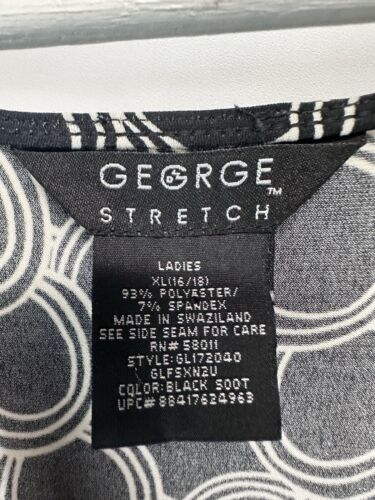 GEORGE™
STRETCH
LADIES
XL(16/18)
93% POLYESTER/
7% SPANDEX
MADE IN SWAZILAND
SEE SIDE SEAM FOR CARE
RN# 58011
STYLE:GL172040
GLFSXN2U
COLOR:BLACK SOOT
UPC# 88417624963